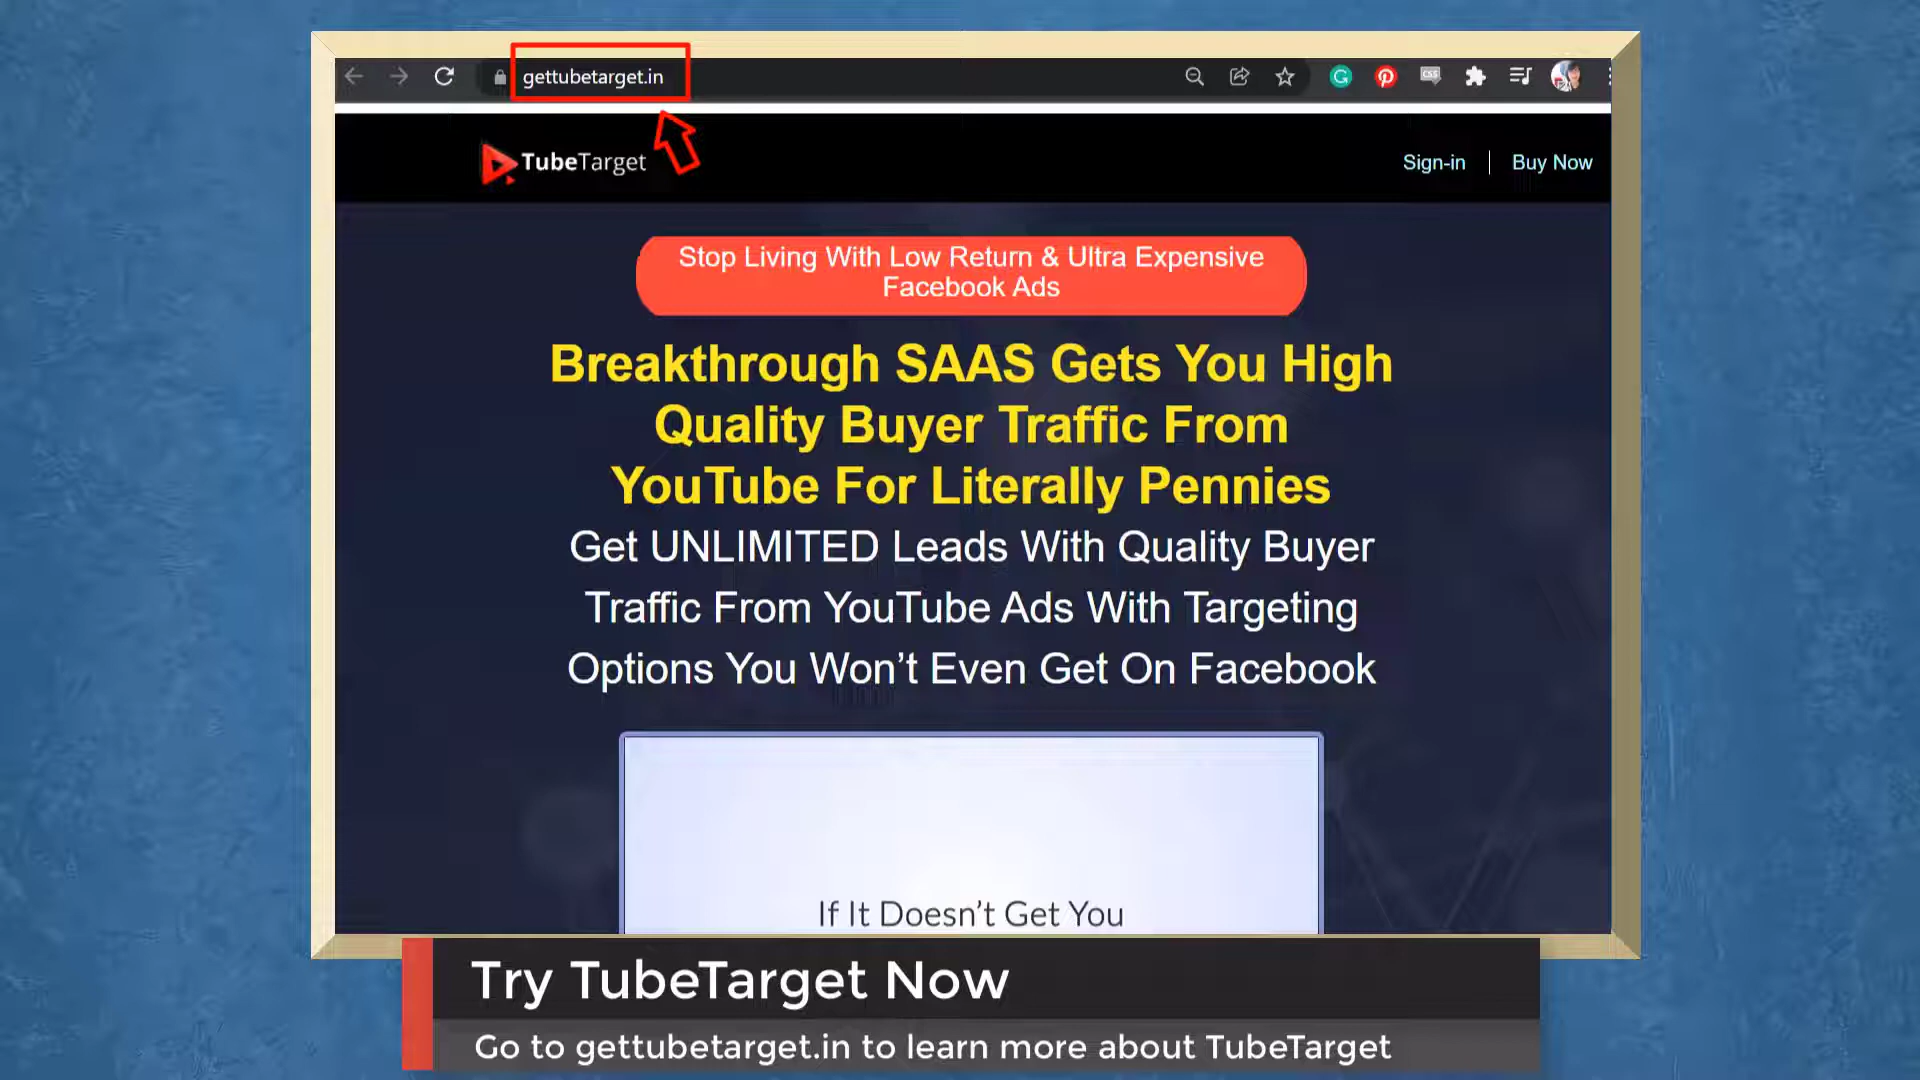 gettubetarget.in
CSS
TubeTarget
Sign-in
Buy Now
Stop Living With Low Return & Ultra Expensive
Facebook Ads
Breakthrough SAAS Gets You High
Quality Buyer Traffic From
YouTube For Literally Pennies
Get UNLIMITED Leads With Quality Buyer
Traffic From YouTube Ads With Targeting
Options You Won’t Even Get On Facebook
If It Doesn’t Get You
Try TubeTarget Now
Go to gettubetarget.in to learn more about TubeTarget